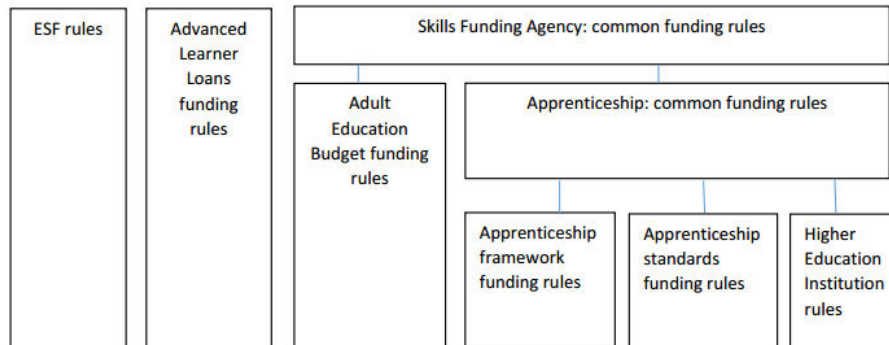 ESF rules
Advanced
Learner
Loans
funding
rules
Skills Funding Agency: common funding rules
Adult
Education
Budget funding
rules
Apprenticeship: common funding rules
Apprenticeship
framework
funding rules
Apprenticeship
standards
funding rules
Higher
Education
Institution
rules